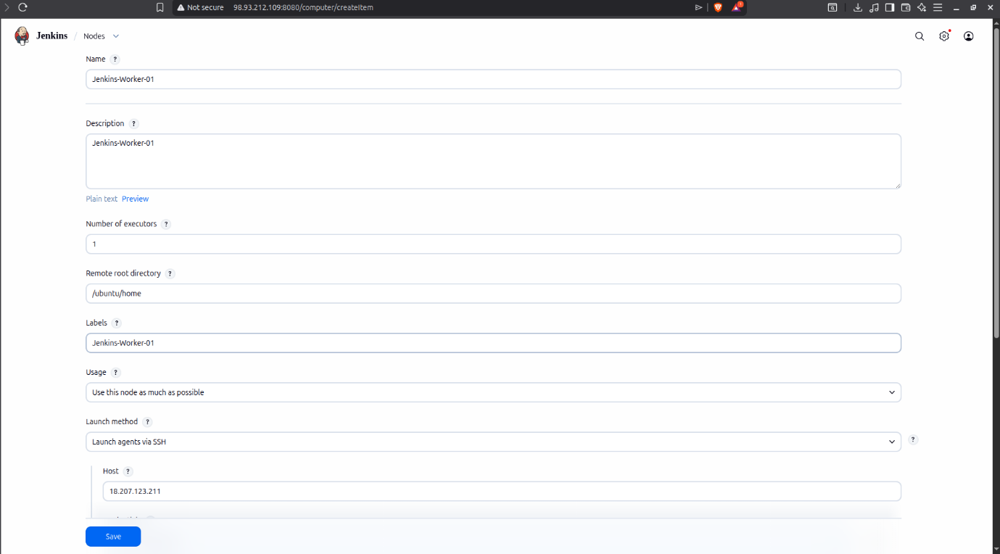 Not secure 98.93.212.109:8080/computer/createItem 1
Jenkins / Nodes
Name ?
Jenkins-Worker-01
Description ?
Jenkins-Worker-01
Plain text Preview
Number of executors ?
1
Remote root directory ?
/ubuntu/home
Labels ?
Jenkins-Worker-01
Usage ?
Use this node as much as possible
Launch method ?
Launch agents via SSH
?
Host ?
18.207.123.211
Save